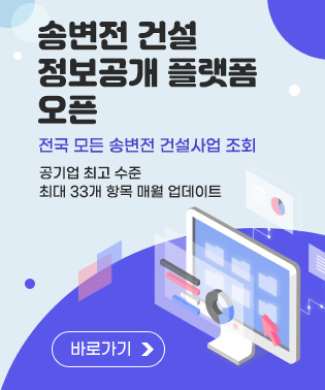 송변전 건설
정보공개 플랫폼
오픈
전국 모든 송변전 건설사업 조회
공기업 최고 수준
최대 33개 항목 매월 업데이트
바로가기